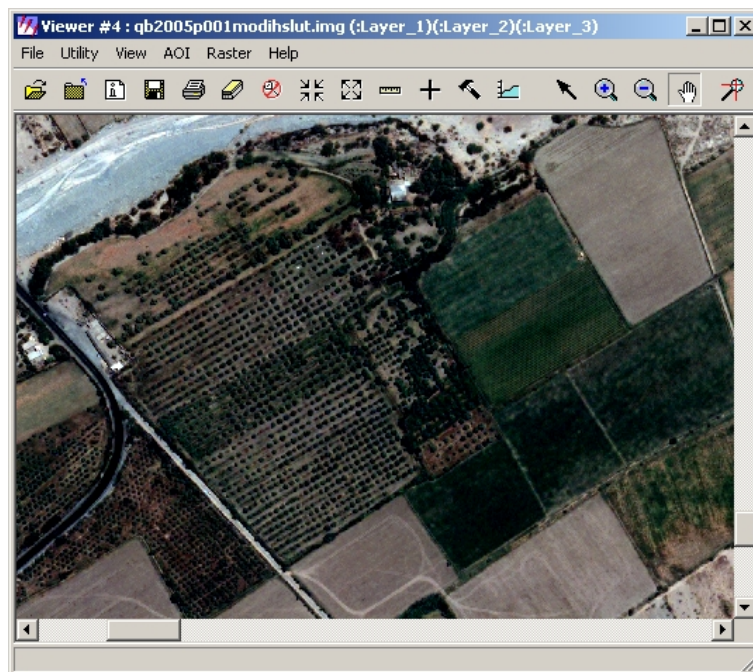 Viewer #4 : qb2005p001modihslut.img (:Layer_1)(:Layer_2)(:Layer_3)
File Utility View AOI Raster Help